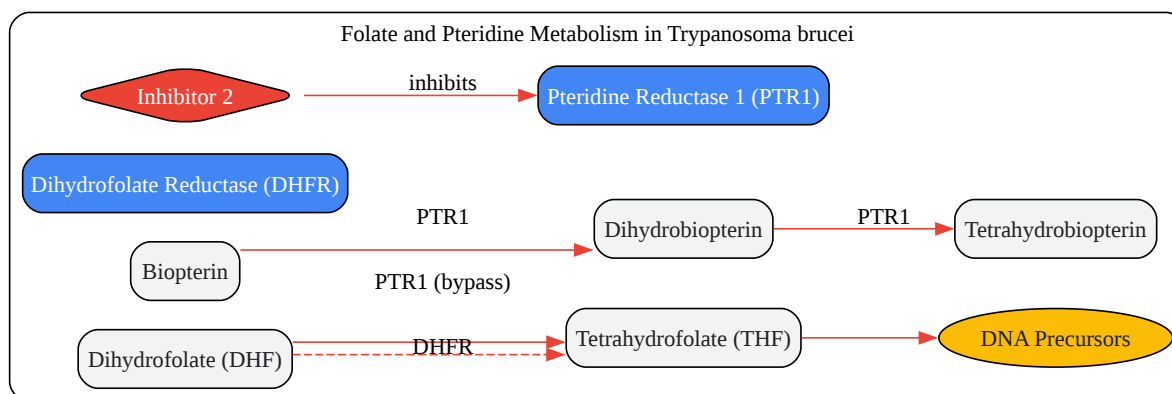 Folate and Pteridine Metabolism in Trypanosoma brucei
Inhibitor 2
inhibits
Pteridine Reductase 1 (PTR1)
Dihydrofolate Reductase (DHFR)
PTR1
Dihydrobiopterin
PTR1
Tetrahydrobiopterin
Biopterin
PTR1 (bypass)
Dihydrofolate (DHF)
DHFR
Tetrahydrofolate (THF)
DNA Precursors